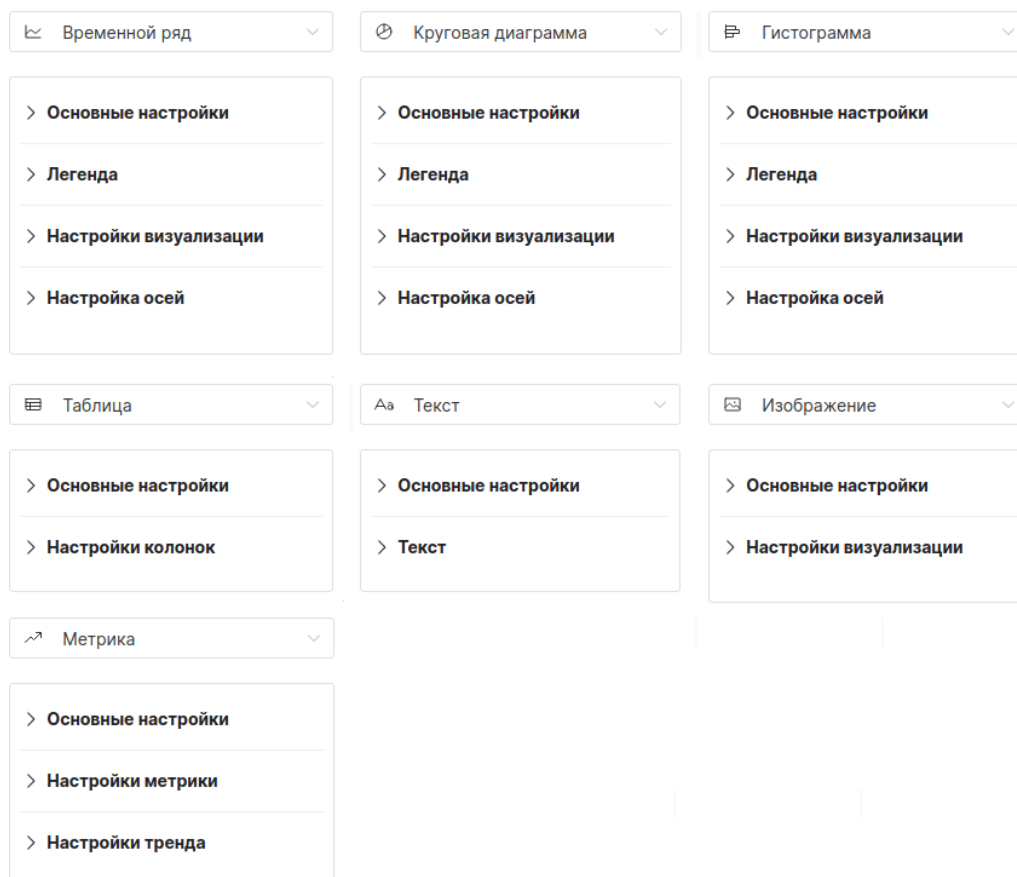 Временной ряд
Основные настройки
Легенда
Настройки визуализации
Настройка осей
Круговая диаграмма
Основные настройки
Легенда
Настройки визуализации
Настройка осей
Гистограмма
Основные настройки
Легенда
Настройки визуализации
Настройка осей
Таблица
Основные настройки
Настройки колонок
Aa Текст
Основные настройки
Текст
Изображение
Основные настройки
Настройки визуализации
Метрика
Основные настройки
Настройки метрики
Настройки тренда